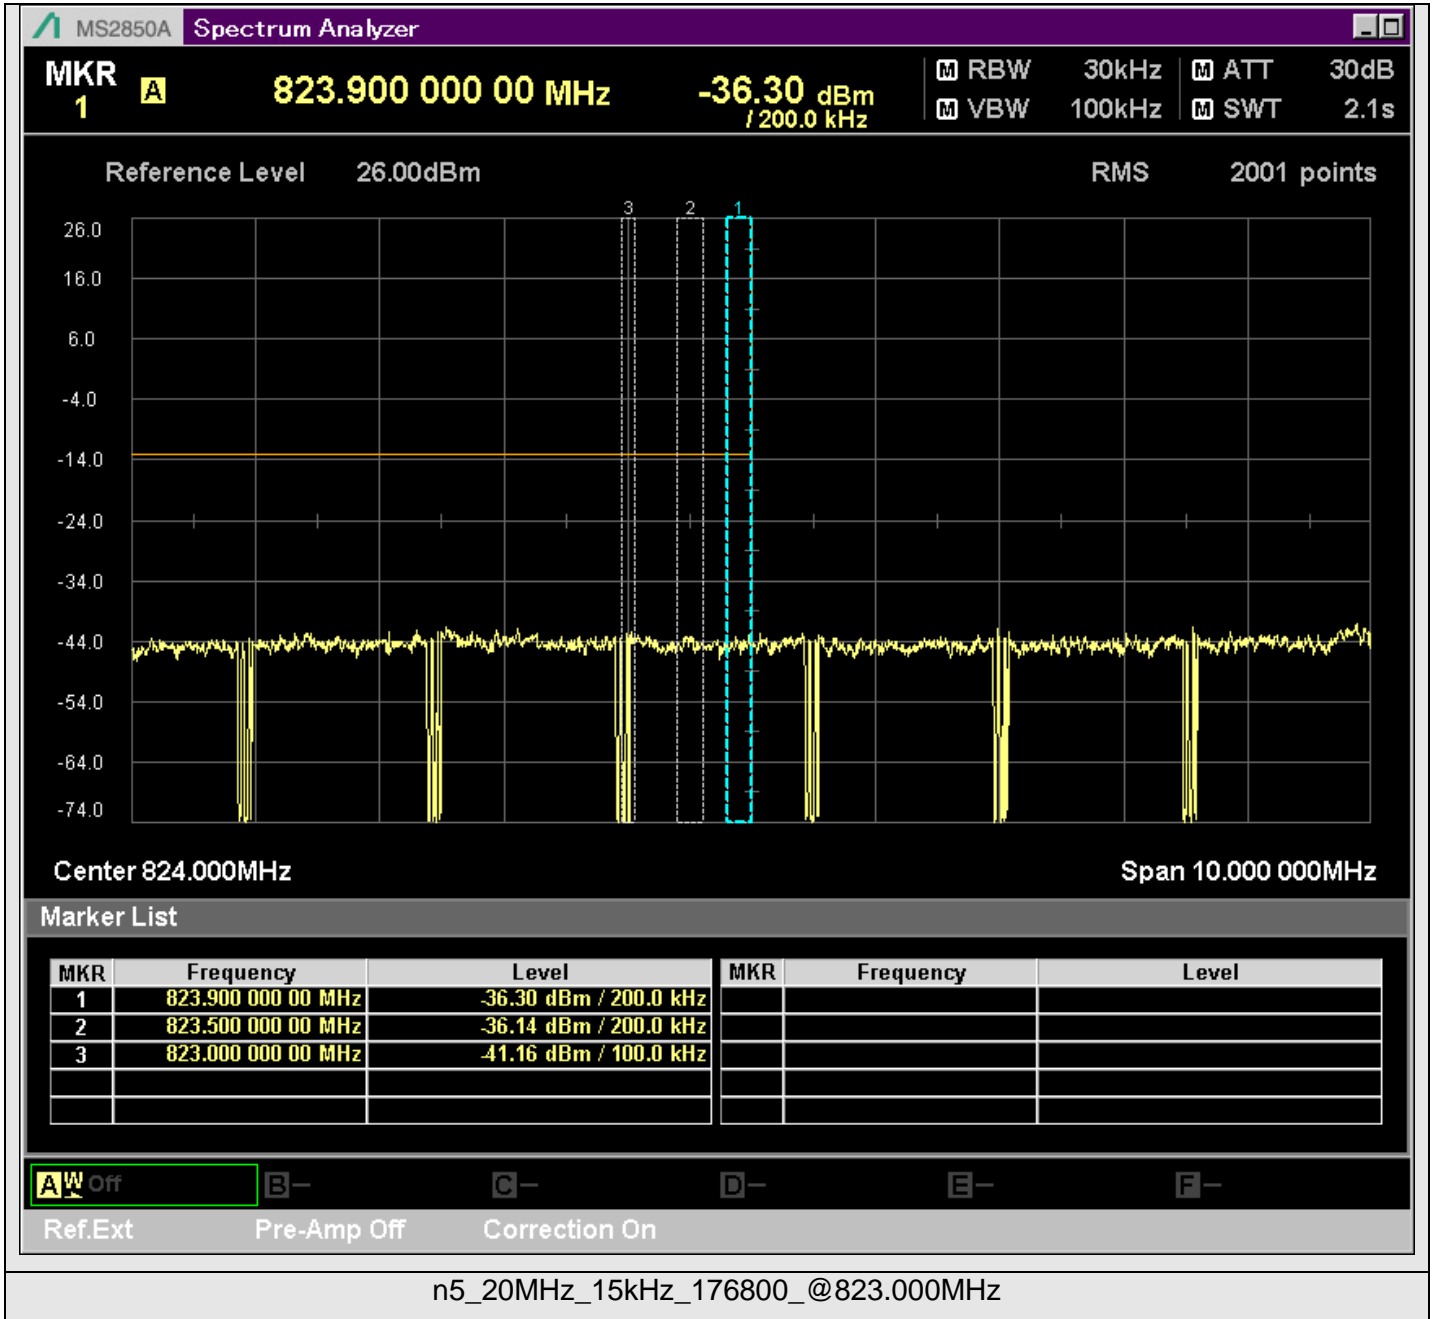 MS2850A Spectrum Analyzer
MKR 1 A 823.900 000 00 MHz -36.30 dBm / 200.0 kHz
M RBW 30kHz M ATT 30dB
M VBW 100kHz M SWT 2.1s
Reference Level 26.00dBm RMS 2001 points
3 2 1
26.0
16.0
6.0
-4.0
-14.0
-24.0
-34.0
-44.0
-54.0
-64.0
-74.0
Center 824.000MHz Span 10.000 000MHz
Marker List
MKR Frequency Level MKR Frequency Level
1 823.900 000 00 MHz -36.30 dBm / 200.0 kHz
2 823.500 000 00 MHz -36.14 dBm / 200.0 kHz
3 823.000 000 00 MHz -41.16 dBm / 100.0 kHz
A W Off B- C- D- E- F-
Ref.Ext Pre-Amp Off Correction On
n5_20MHz_15kHz_176800_@823.000MHz